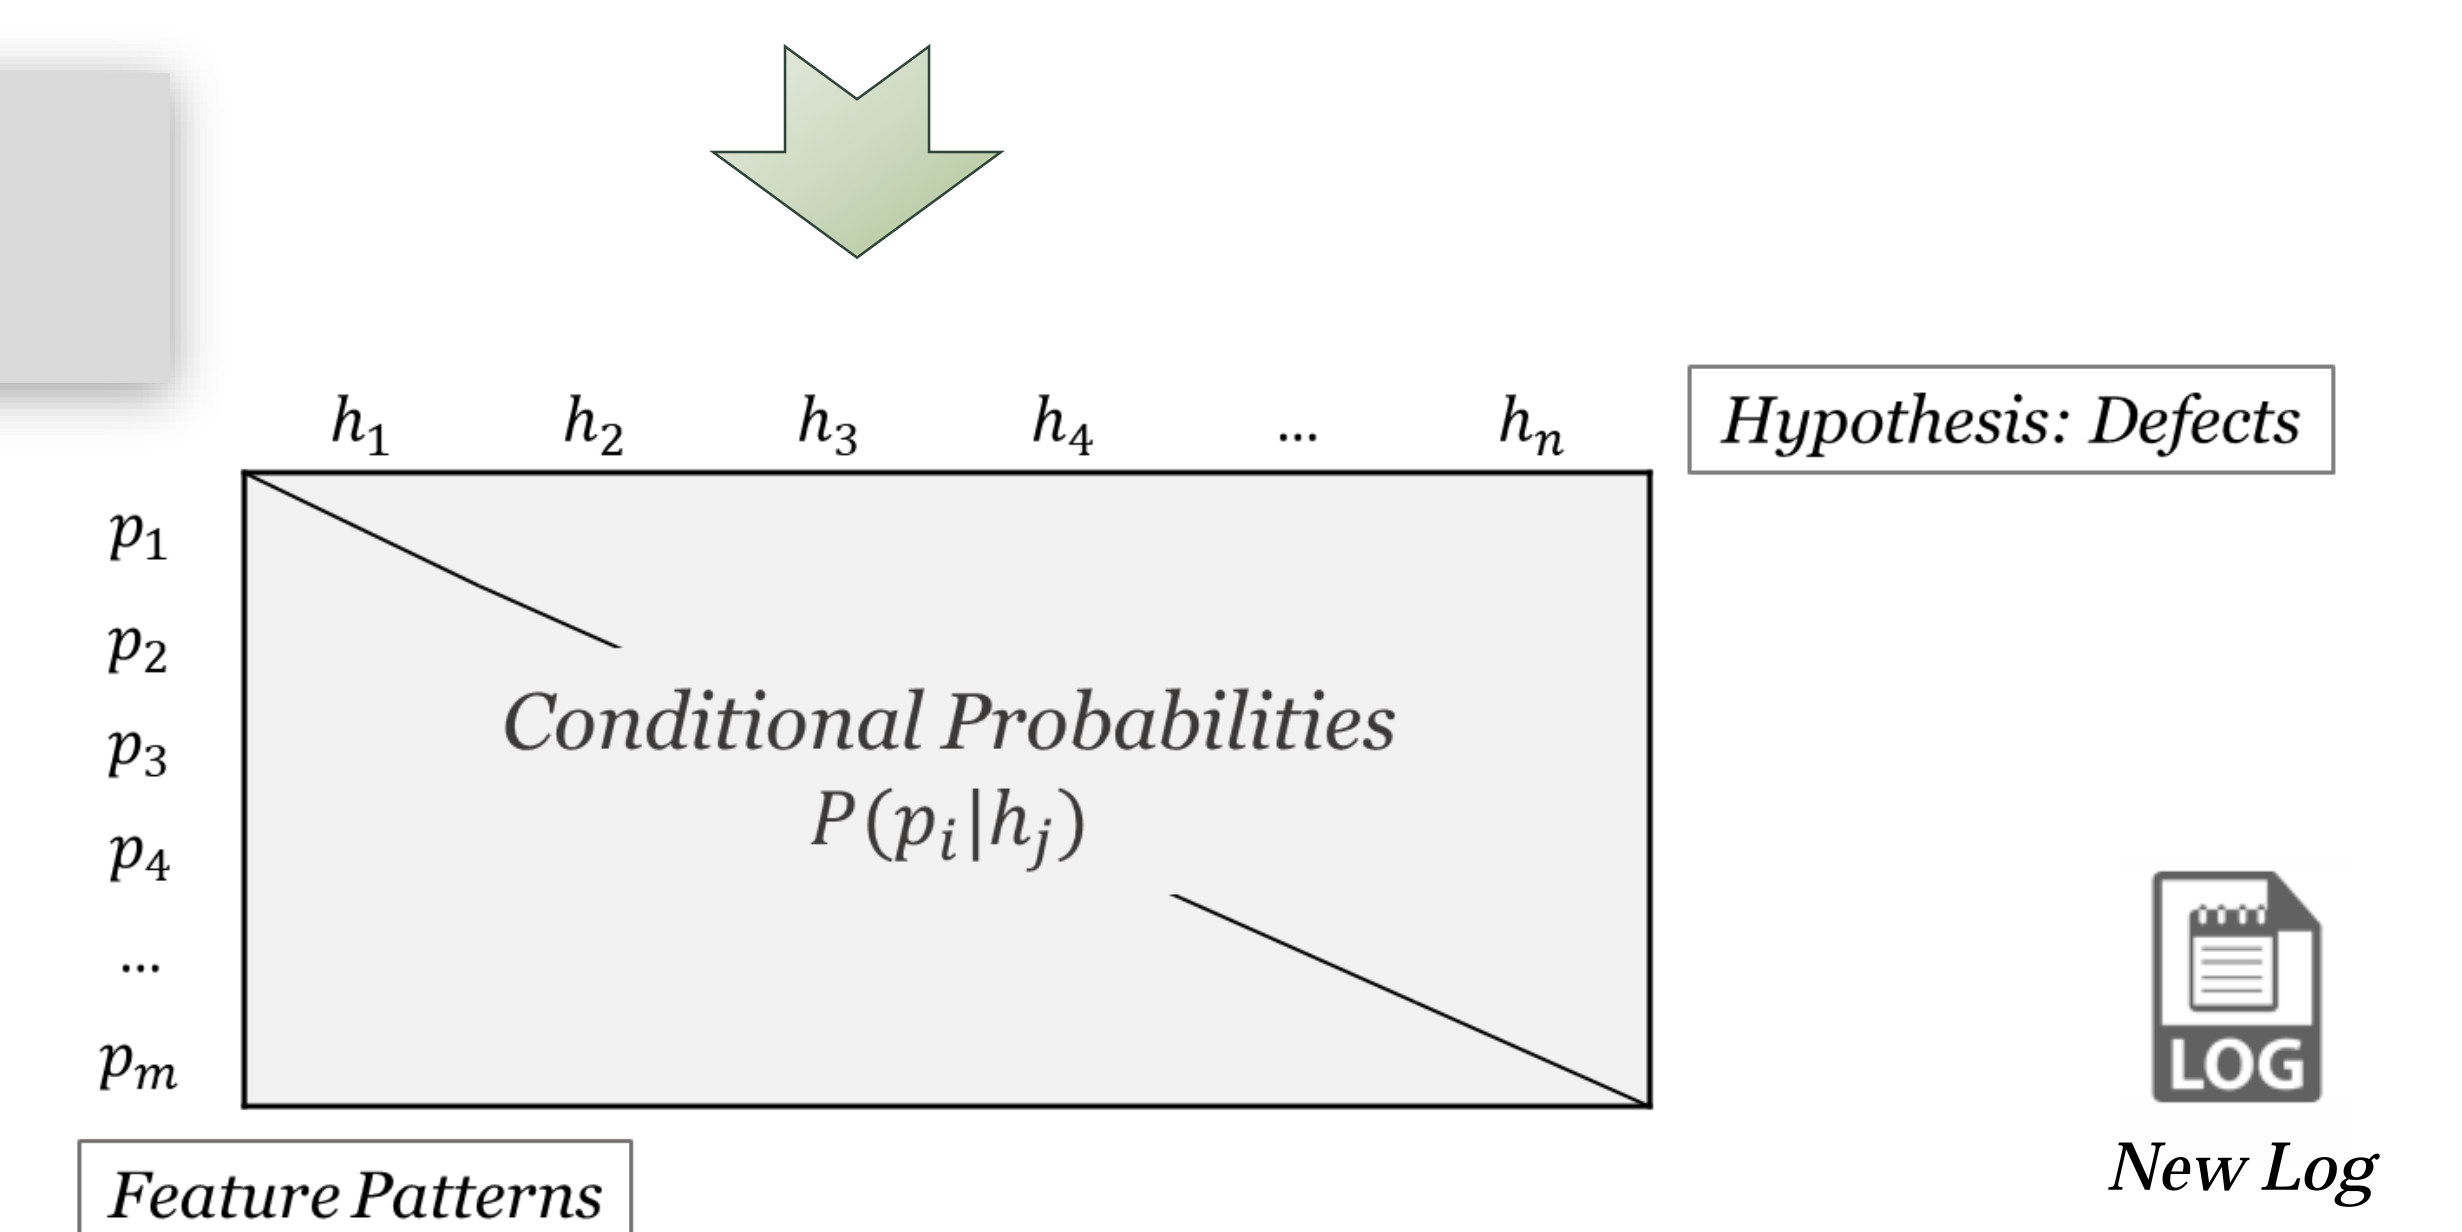 h₁ h₂ h₃ h₄ ... hₙ
Hypothesis: Defects
p₁
p₂
p₃
p₄
...
pₘ
Conditional Probabilities
P(pᵢ|hⱼ)
LOG
New Log
Feature Patterns